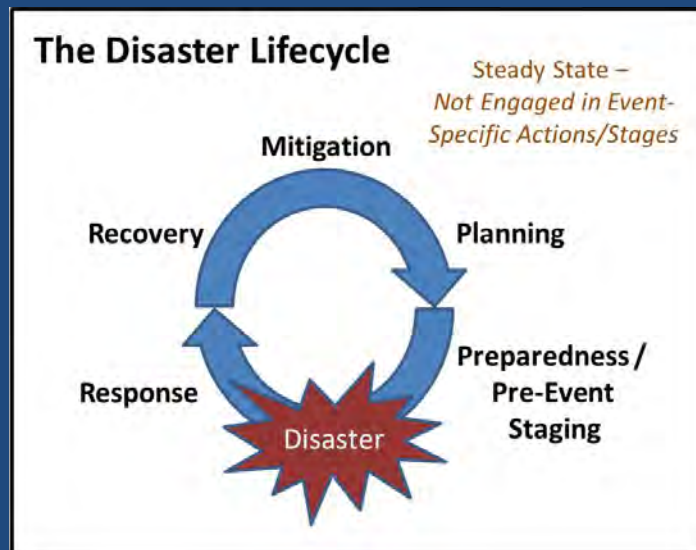 The Disaster Lifecycle
Steady State –
Not Engaged in Event-
Specific Actions/Stages
Mitigation
Recovery
Planning
Response
Preparedness /
Pre-Event
Staging
Disaster